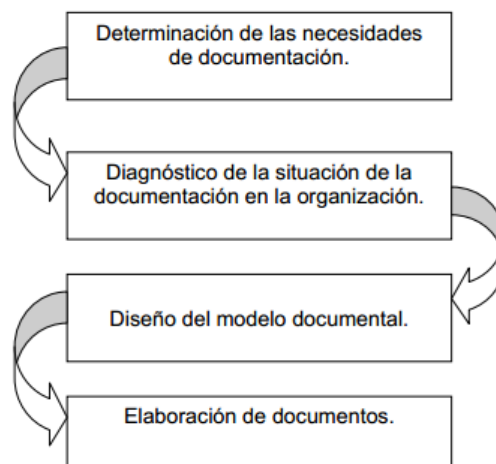 Determinación de las necesidades
de documentación.
Diagnóstico de la situación de la
documentación en la organización.
Diseño del modelo documental.
Elaboración de documentos.